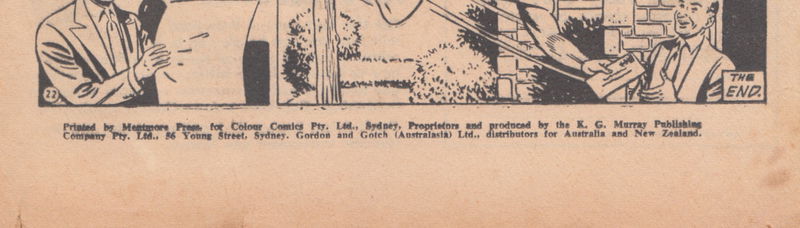 THE
END.
22
Printed by Mentmore Press, for Colour Comics Pty. Ltd., Sydney, Proprietors and produced by the K. G. Murray Publishing
Company Pty. Ltd., 56 Young Street, Sydney. Gordon and Gotch (Australasia) Ltd., distributors for Australia and New Zealand.